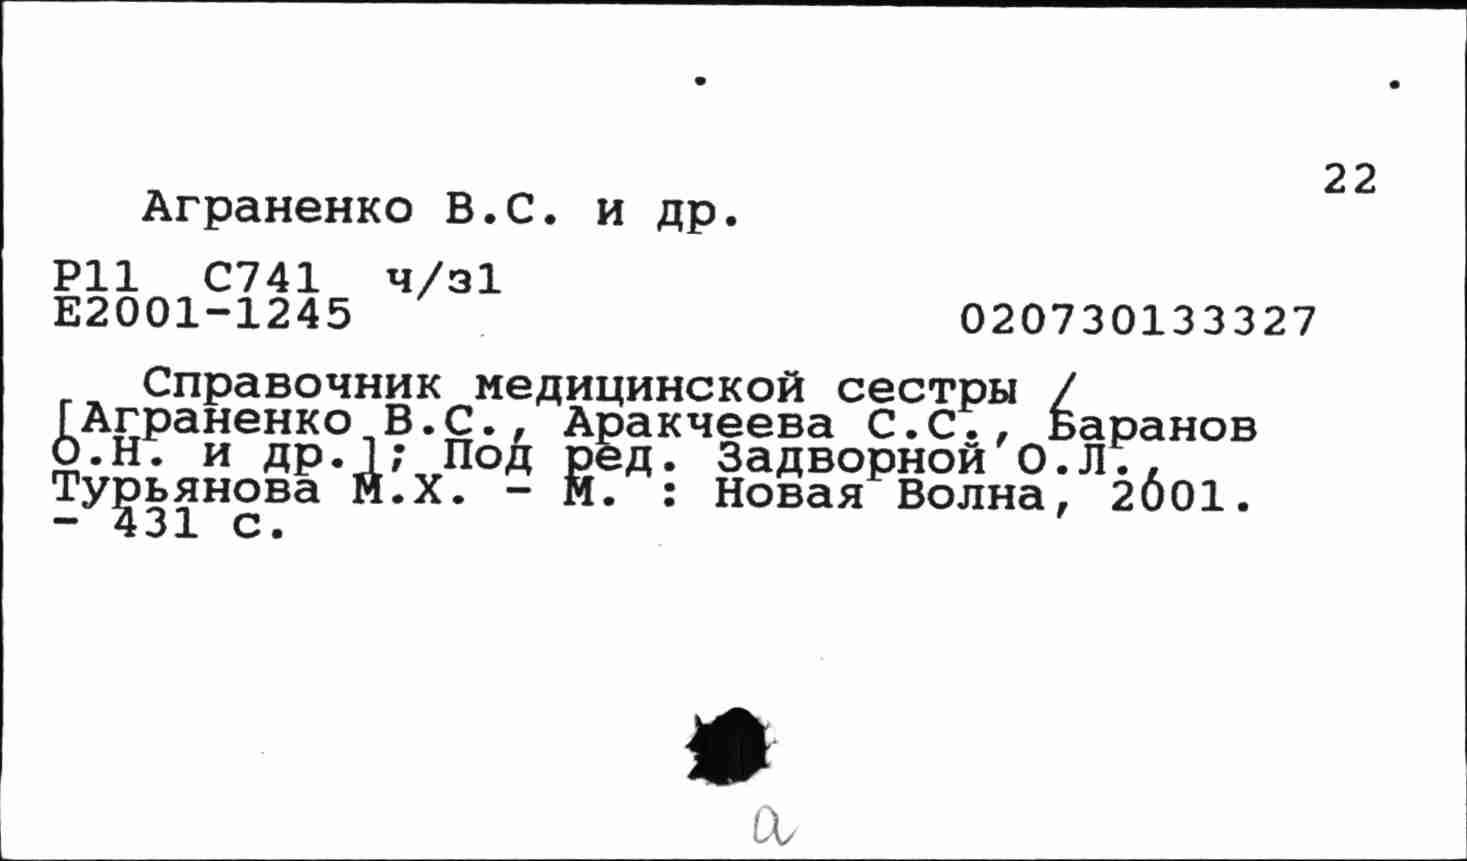 22
Аграненко В.С. и др.
Р11 С741 ч/з1
Е2001-1245
020730133327
Справочник медицинской сестры /
[Аграненко В.С., Аракчеева С.С., Баранов
О.Н. и др.]; Под ред. Задворной О.Л.,
Турьянова М.Х. - М. : Новая Волна, 2001.
- 431 с.
а